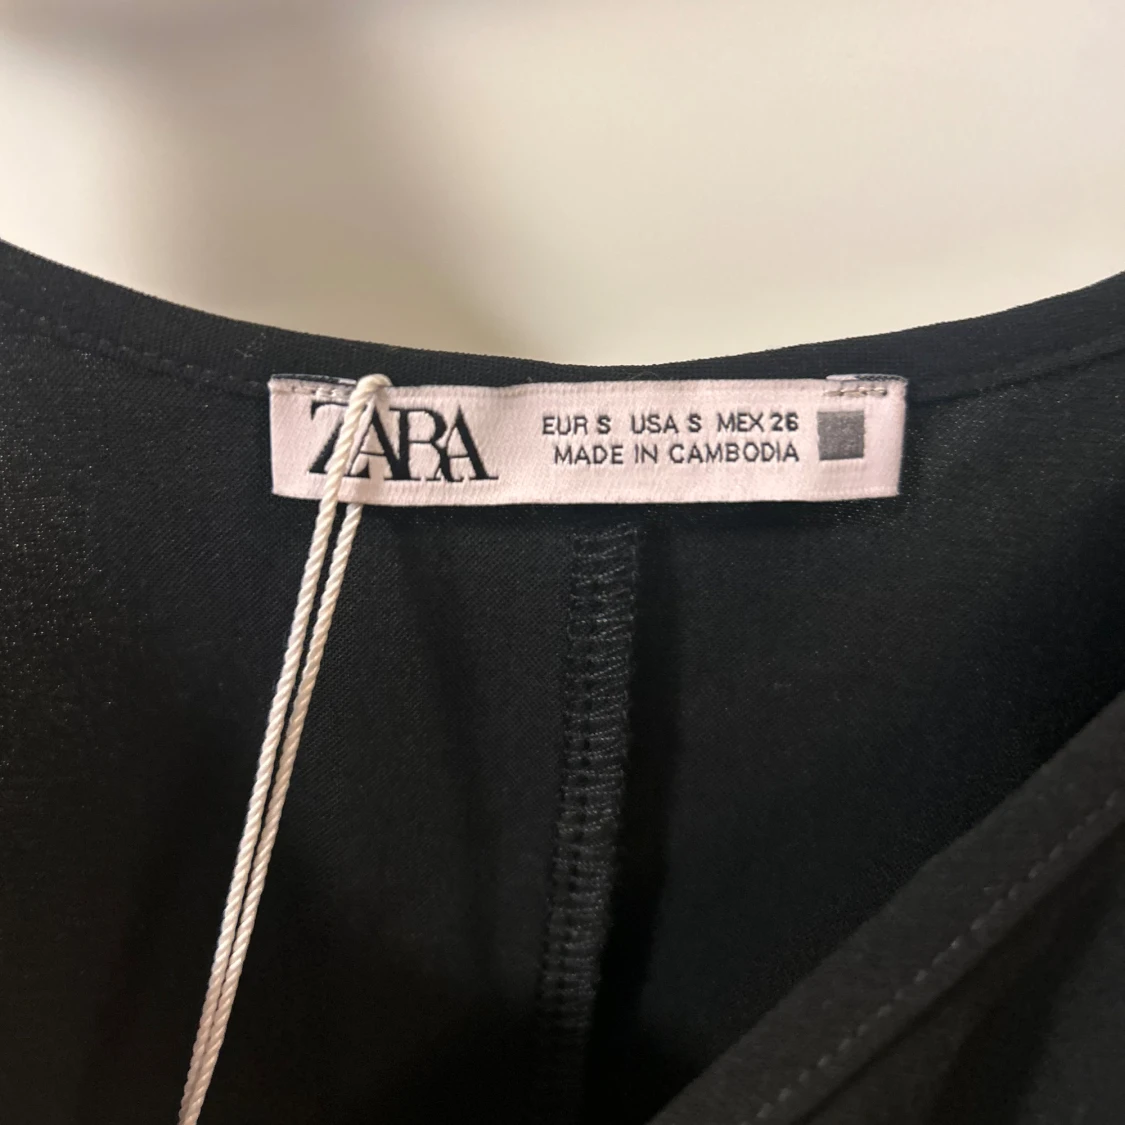 ZARA
EUR S USA S MEX 26
MADE IN CAMBODIA